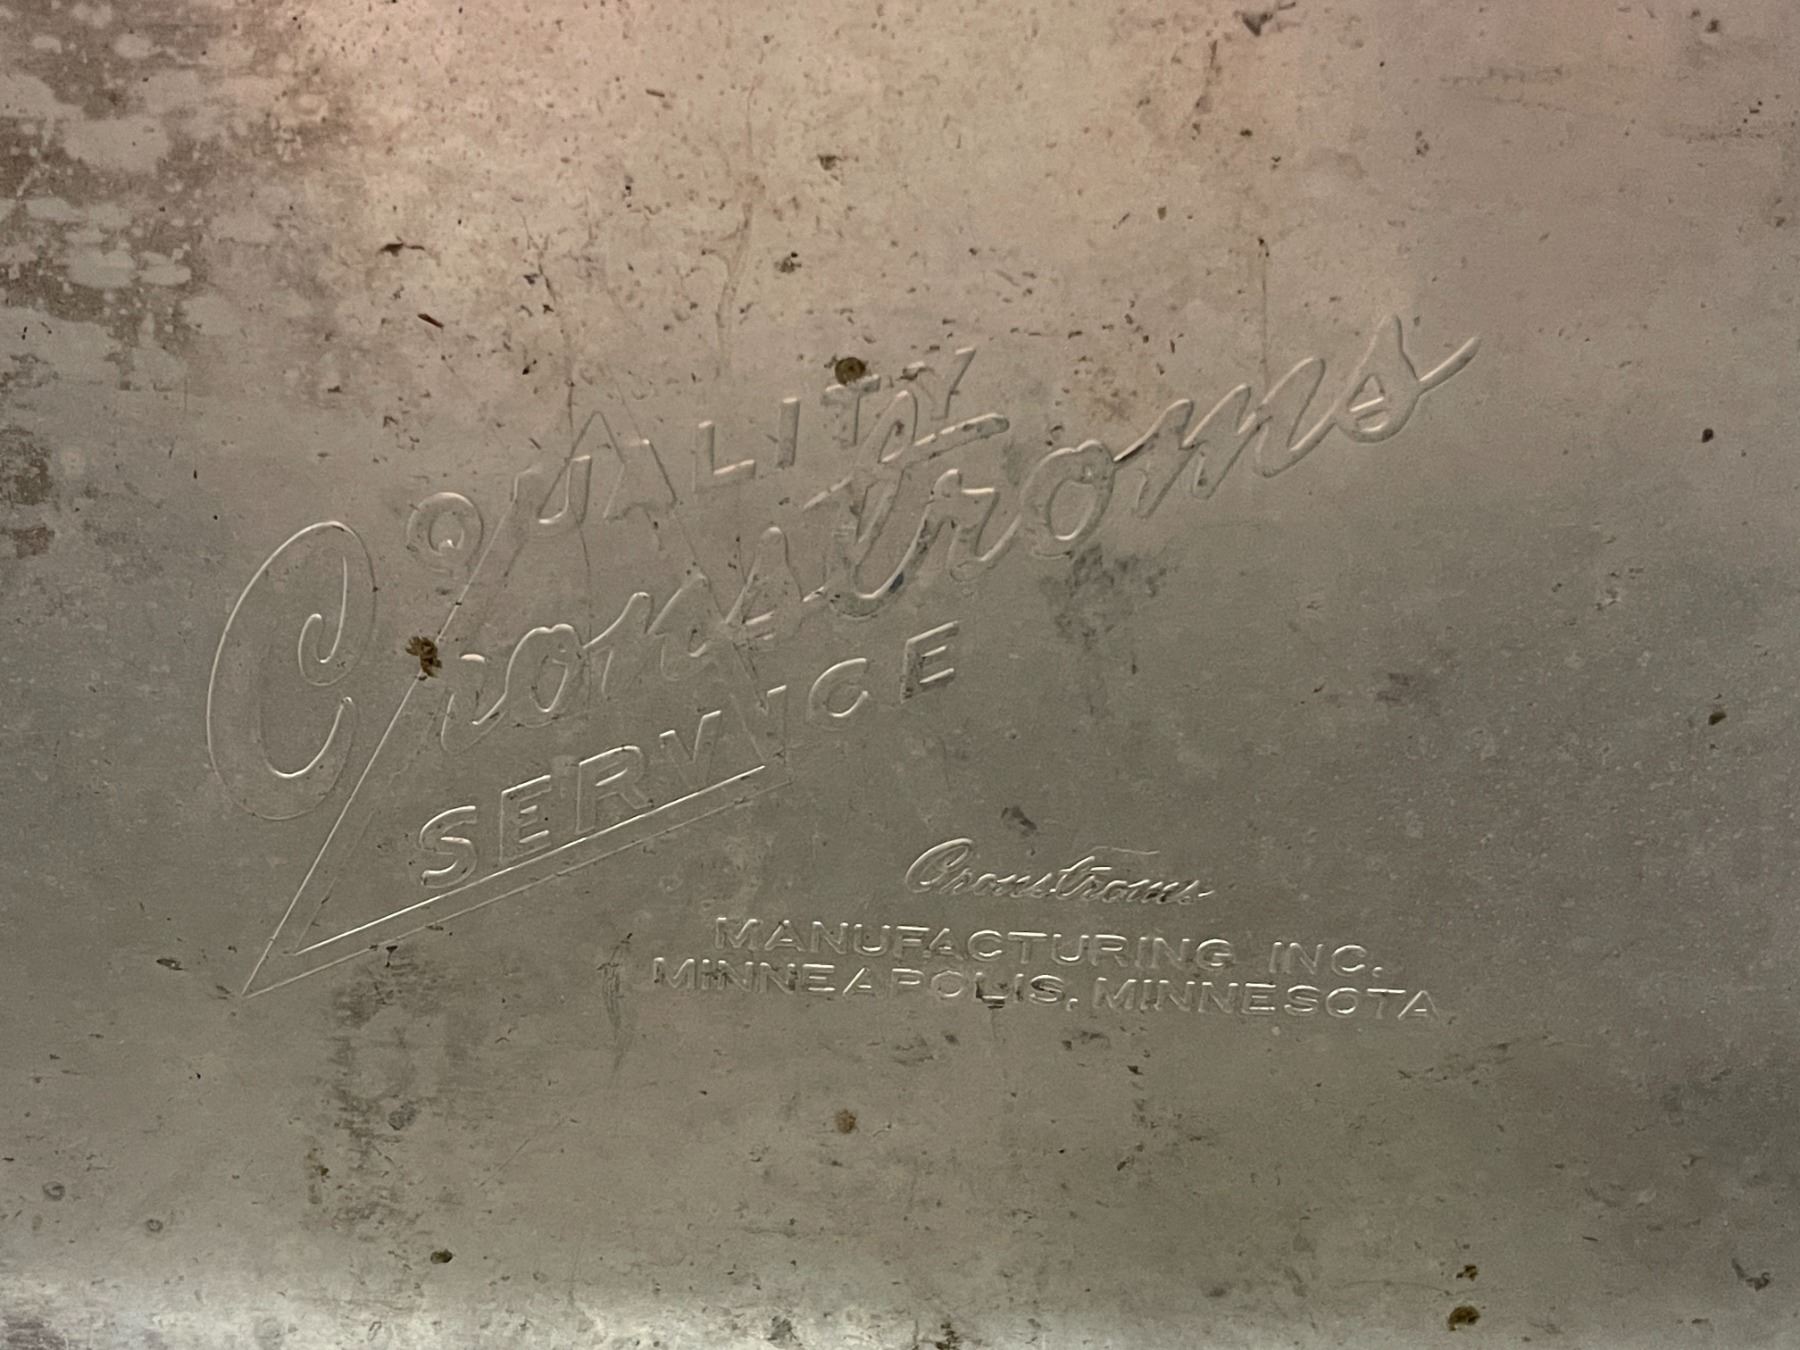 QUALITY
Cronstroms
SERVICE
Cronstroms
MANUFACTURING INC.
MINNEAPOLIS, MINNESOTA